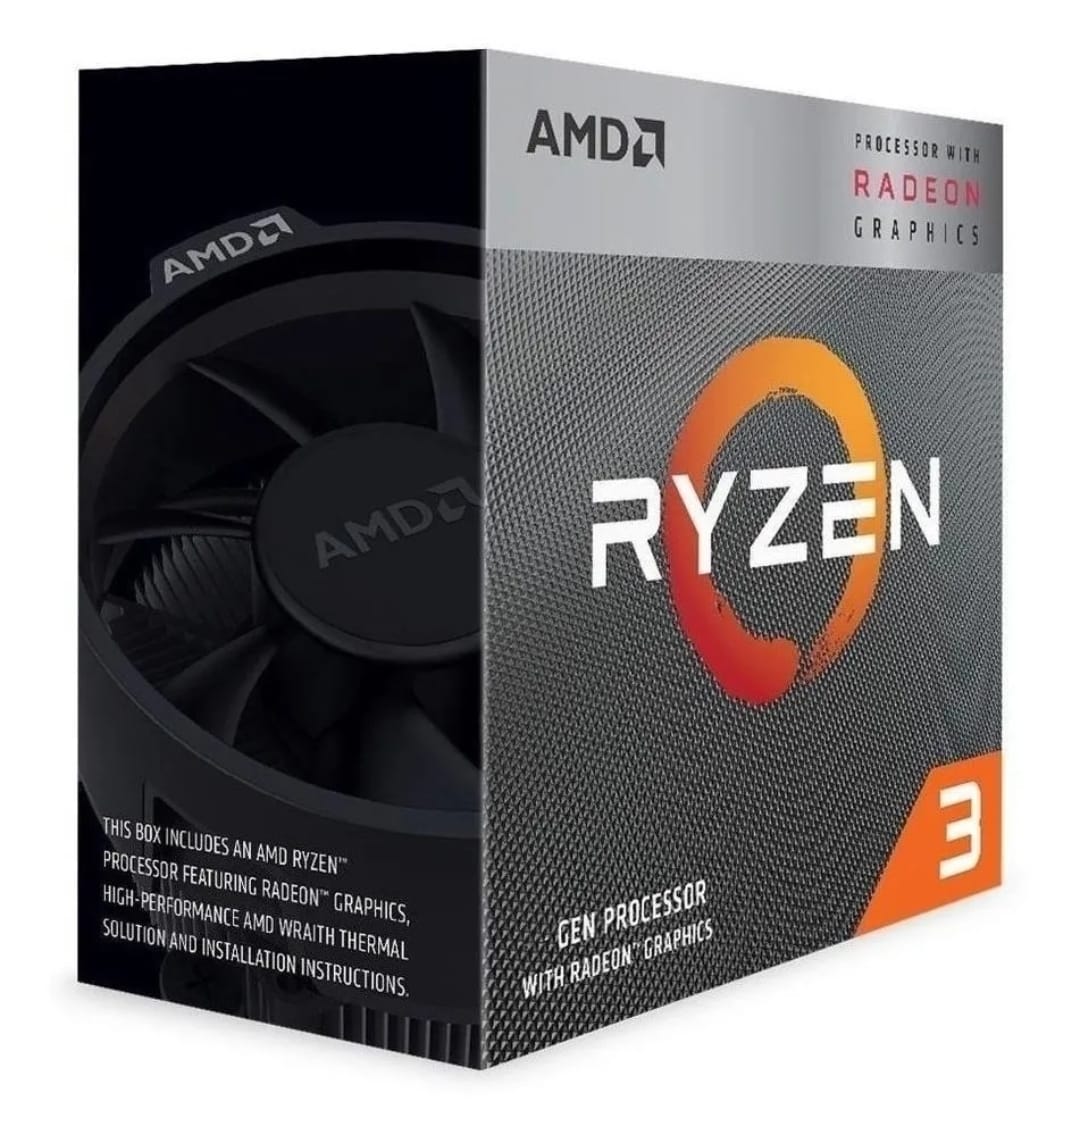 AMD
AMD
THIS BOX INCLUDES AN AMD RYZEN™
PROCESSOR FEATURING RADEON™ GRAPHICS,
HIGH-PERFORMANCE AMD WRAITH THERMAL
SOLUTION AND INSTALLATION INSTRUCTIONS.
AMD
PROCESSOR WITH
RADEON
GRAPHICS
RYZEN
3
GEN PROCESSOR
WITH RADEON™ GRAPHICS